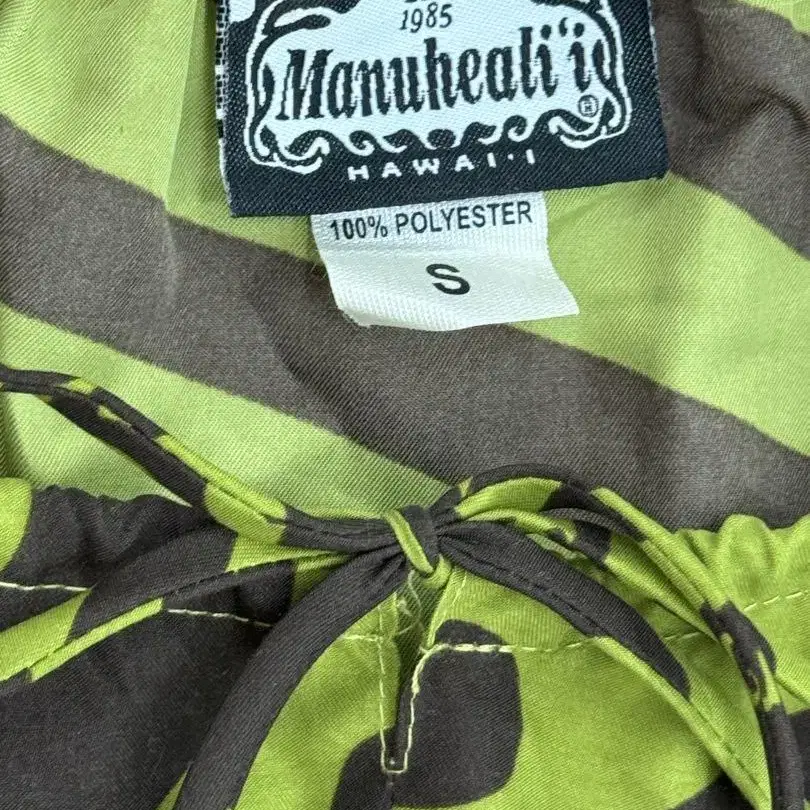 1985
Manuheali'i
HAWAI'I
100% POLYESTER
S